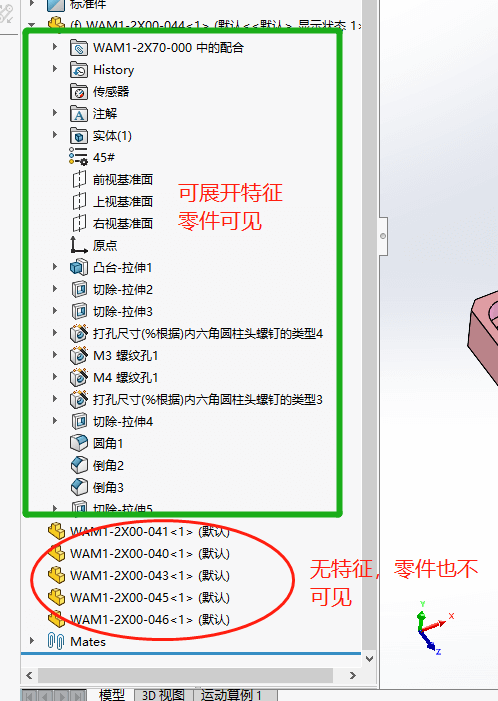 标准件
(f) WAM1-2X00-044<1> (默认<<默认>_显示状态 1>
WAM1-2X70-000 中的配合
History
传感器
注解
实体(1)
45#
前视基准面
可展开特征
上视基准面
零件可见
右视基准面
原点
凸台-拉伸1
切除-拉伸2
切除-拉伸3
打孔尺寸(%根据)内六角圆柱头螺钉的类型4
M3 螺纹孔1
M4 螺纹孔1
打孔尺寸(%根据)内六角圆柱头螺钉的类型3
切除-拉伸4
圆角1
倒角2
倒角3
切除-拉伸5
WAM1-2X00-041<1> (默认)
WAM1-2X00-040<1> (默认)
无特征，零件也不
WAM1-2X00-043<1> (默认)
可见
WAM1-2X00-045<1> (默认)
WAM1-2X00-046<1> (默认)
Mates
Y
X
Z
模型
3D 视图
运动算例 1